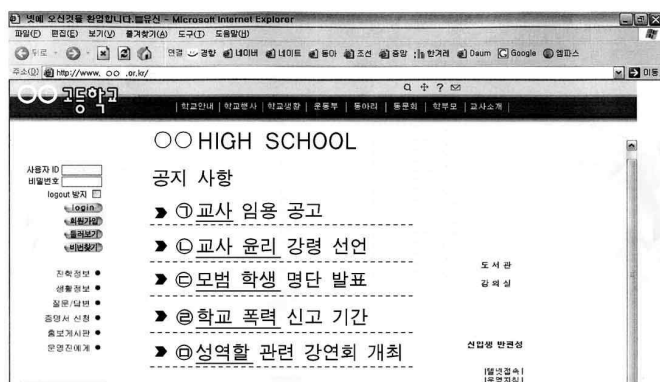 넷에 오신것을 환영합니다.▒유신 - Microsoft Internet Explorer
파일(F) 편집(E) 보기(V) 즐겨찾기(A) 도구(T) 도움말(H)
뒤로 연결 경향 네이버 네이트 동아 조선 중앙 한겨레 Daum Google 엠파스
주소(D) http://www. ○○ .or.kr/ 이동
○○고등학교
|학교안내|학교행사|학교생활| 운동부 | 동아리 | 동문회 | 학부모 |교사소개|
○○ HIGH SCHOOL
사용자 ID
비밀번호
logout 방지
login
회원가입
둘러보기
비번찾기
공지 사항
㉠교사 임용 공고
㉡교사 윤리 강령 선언
㉢모범 학생 명단 발표
㉣학교 폭력 신고 기간
㉤성역할 관련 강연회 개최
진학정보 ●
생활정보 ●
질문/답변 ●
증명서 신청 ●
홍보게시판 ●
운영진에게 ●
도 서 관
강 의 실
신입생 반편성
|텔넷접속|
|운영지침|